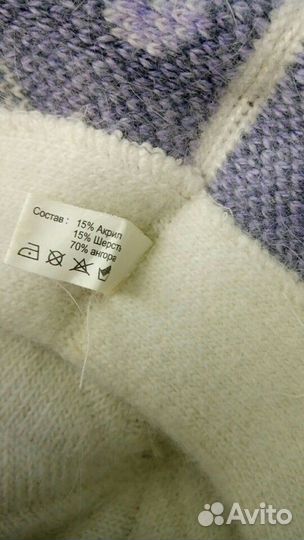 Состав : 15% Акрил
15% Шерсть
70% ангора
Avito